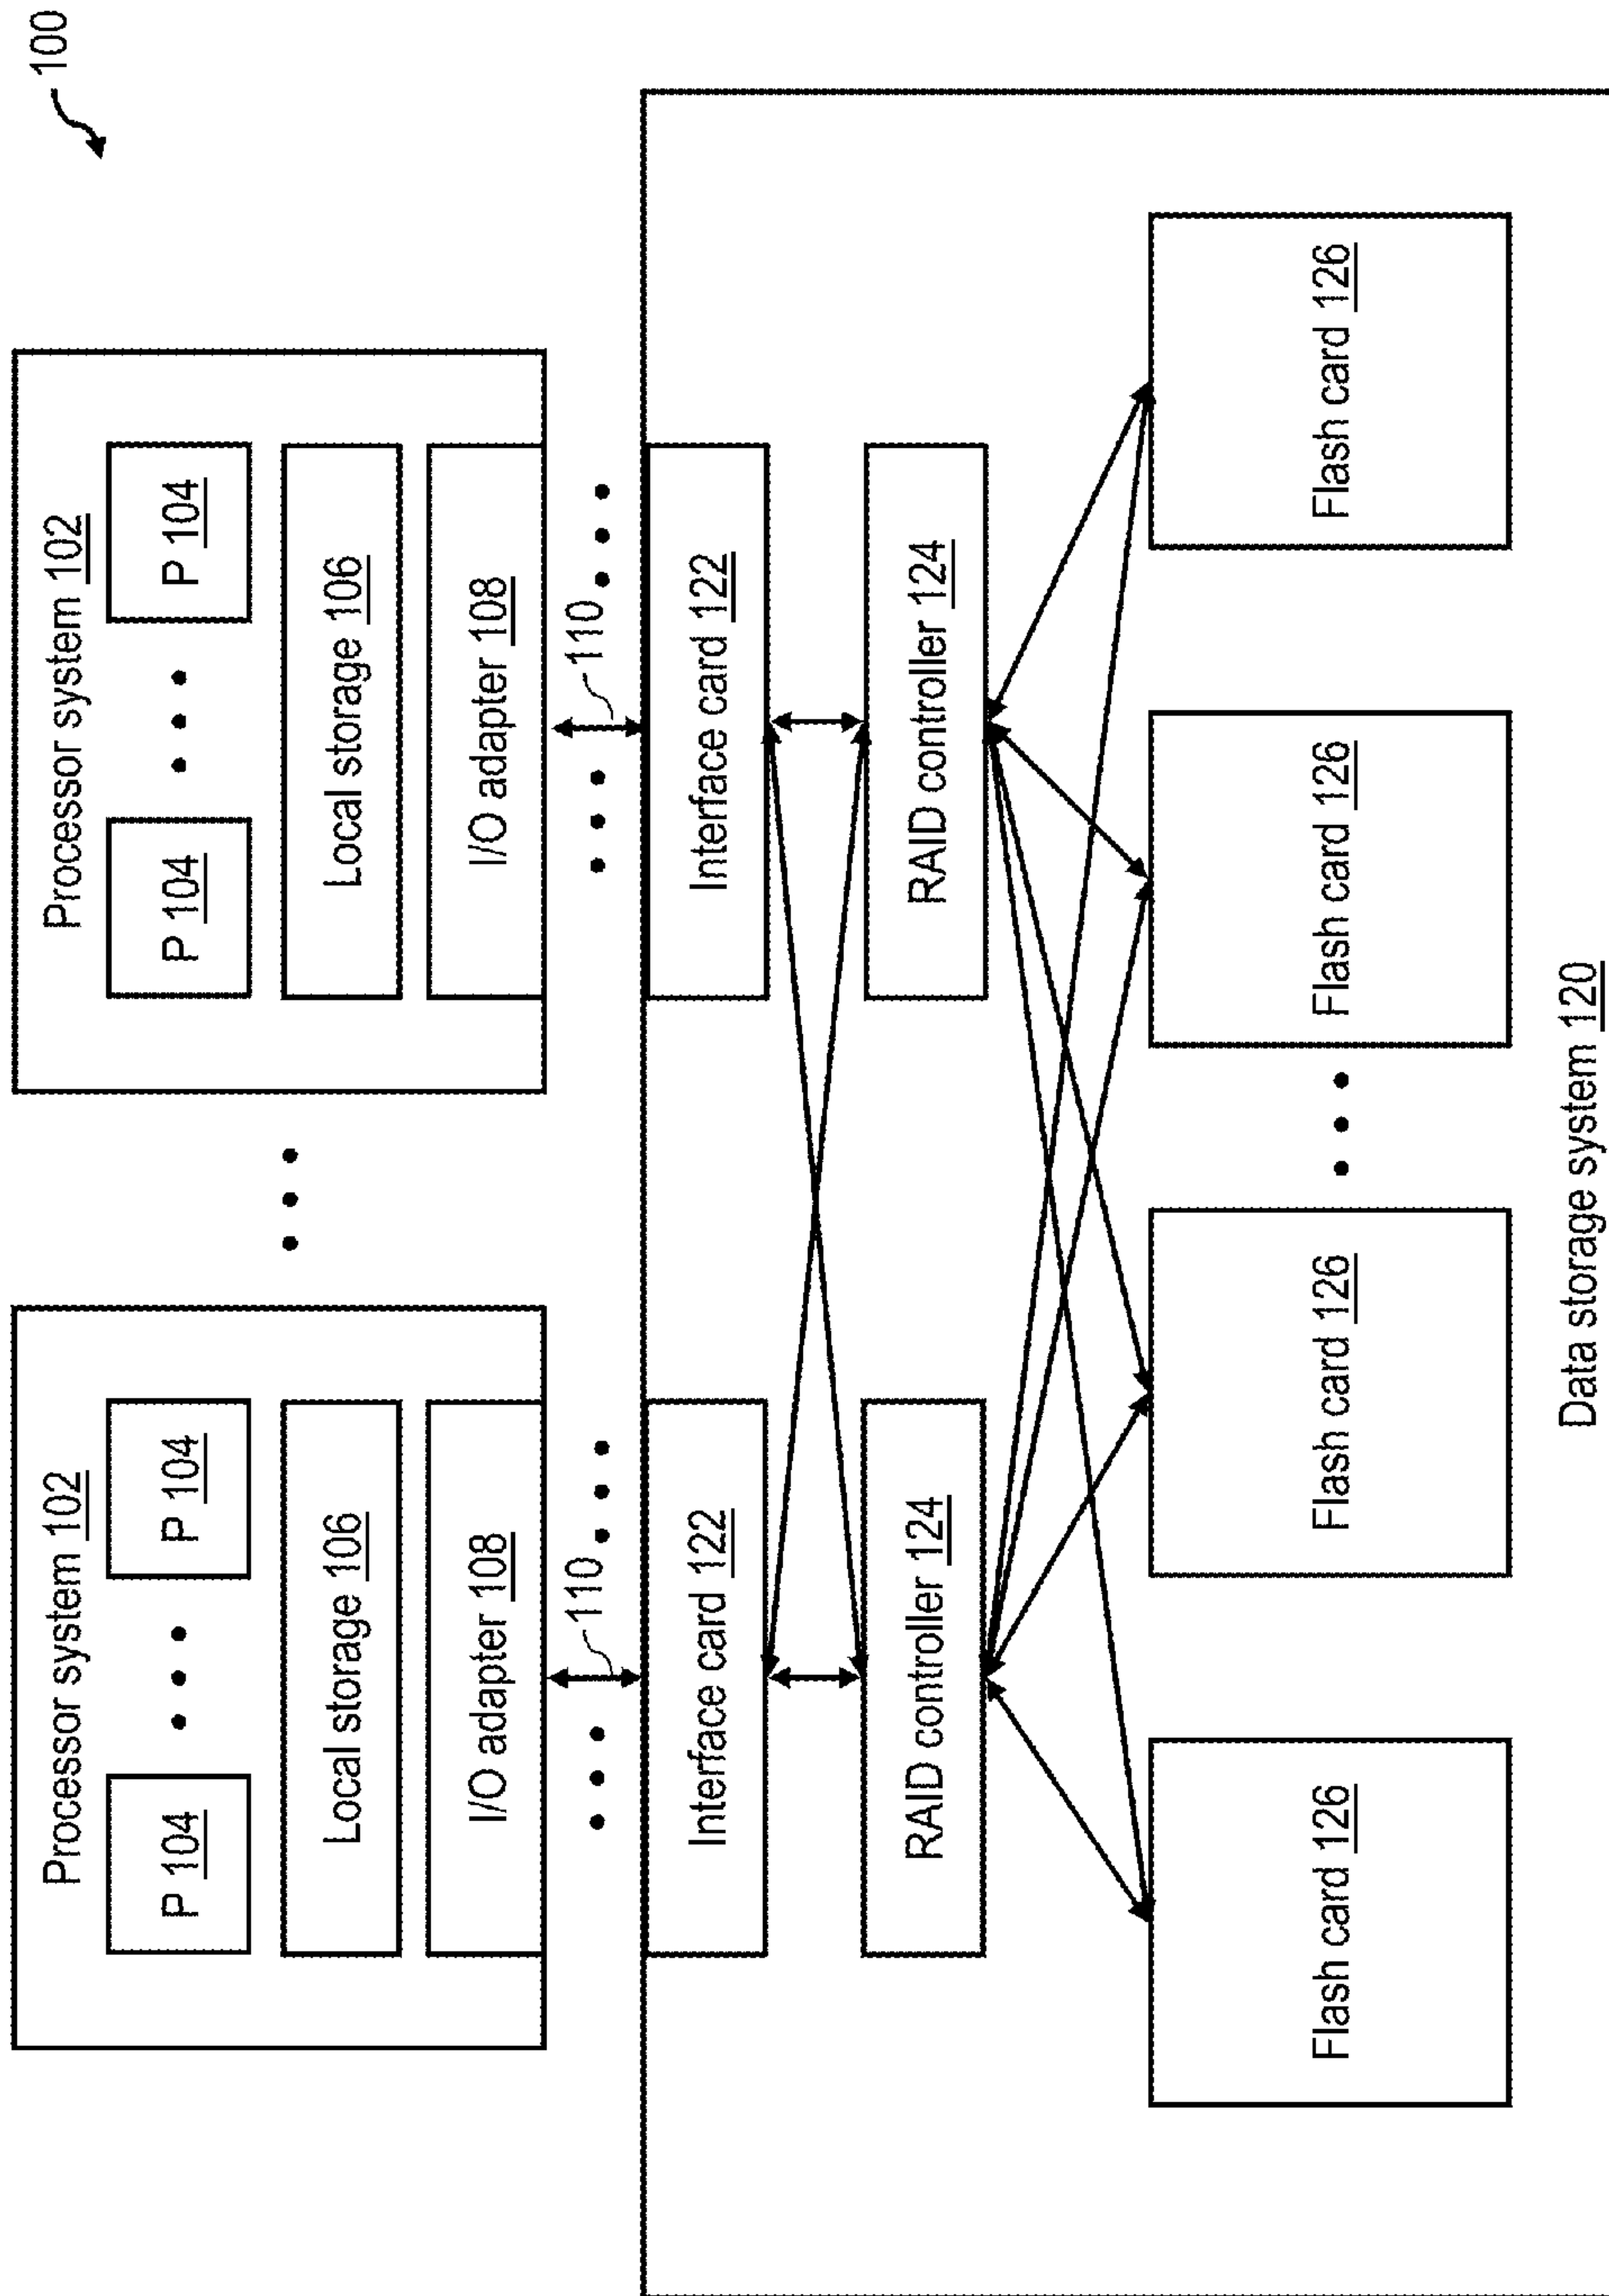 100
Processor system 102
Processor system 102
P 104
P 104
P 104
P 104
Local storage 106
Local storage 106
I/O adapter 108
I/O adapter 108
110
110
Interface card 122
Interface card 122
RAID controller 124
RAID controller 124
Flash card 126
Flash card 126
Flash card 126
Flash card 126
Data storage system 120